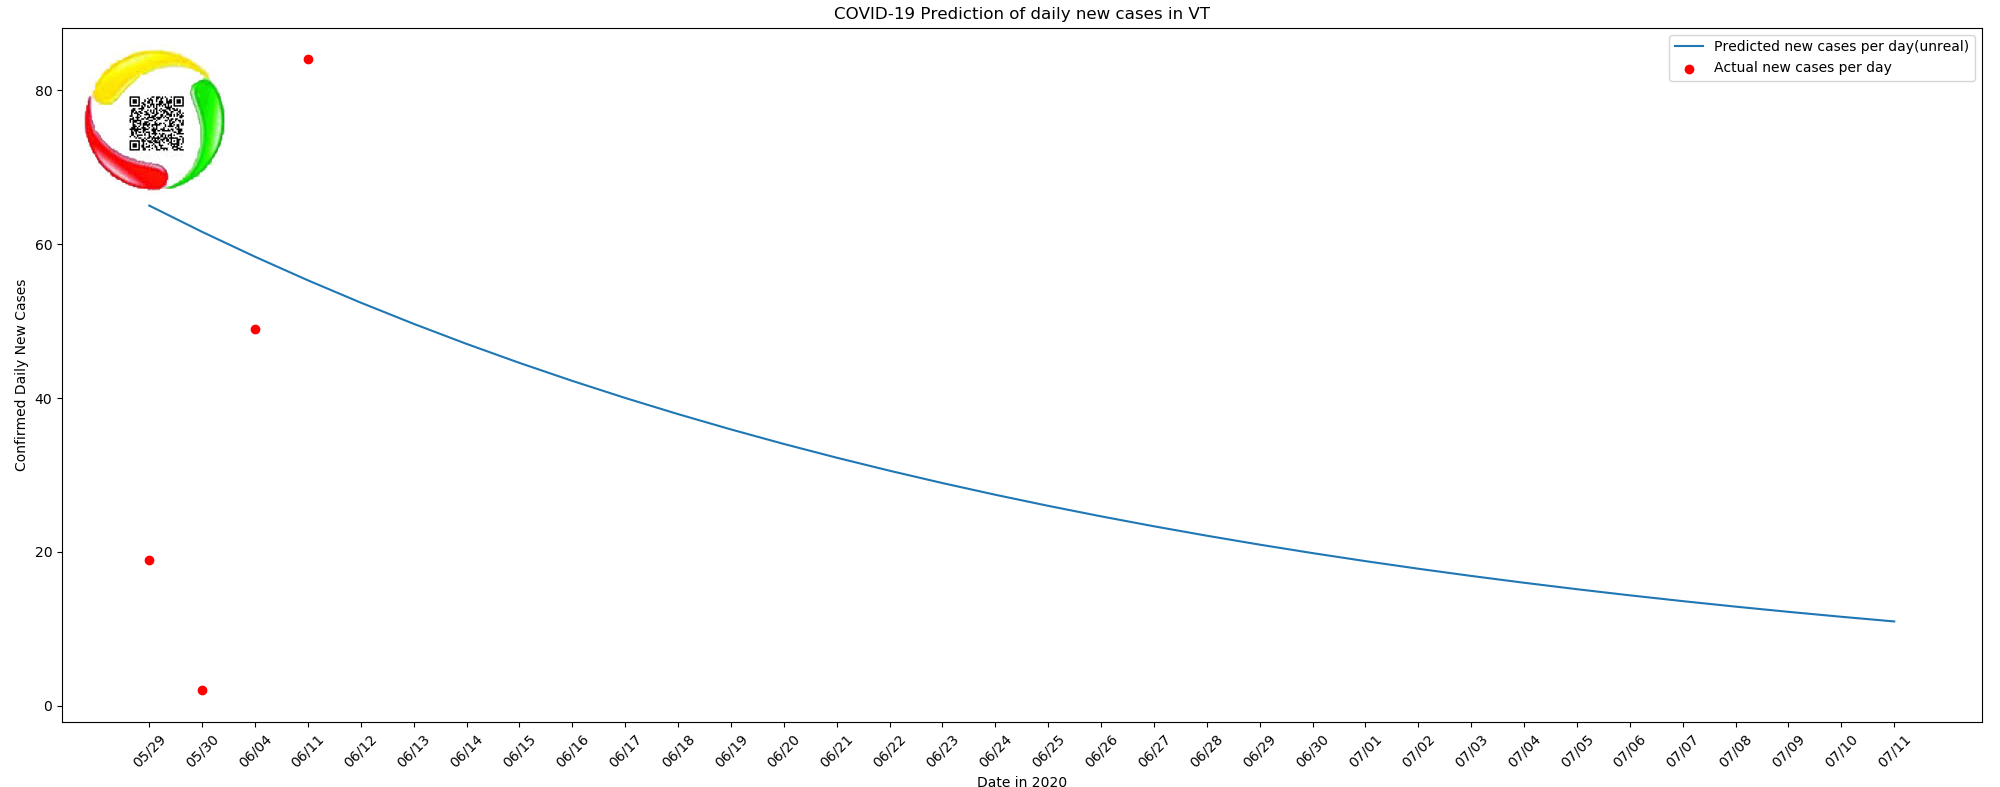 COVID-19 Prediction of daily new cases in VT
Predicted new cases per day(unreal)
Actual new cases per day
Confirmed Daily New Cases
80
60
40
20
0
05/29 05/30 06/04 06/11 06/12 06/13 06/14 06/15 06/16 06/17 06/18 06/19 06/20 06/21 06/22 06/23 06/24 06/25 06/26 06/27 06/28 06/29 06/30 07/01 07/02 07/03 07/04 07/05 07/06 07/07 07/08 07/09 07/10 07/11
Date in 2020